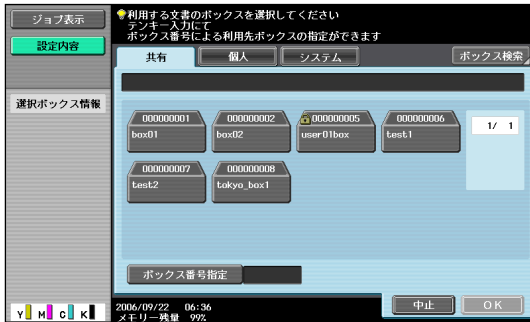 ジョブ表示
設定内容
利用する文書のボックスを選択してください
テンキー入力にて
ボックス番号による利用先ボックスの指定ができます
共有
個人
システム
ボックス検索
選択ボックス情報
000000001
box01
000000002
box02
000000005
user01box
000000006
test1
1/ 1
000000007
test2
000000008
tokyo_box1
ボックス番号指定
Y M C K
2006/09/22 06:36
メモリー残量 99%
中止
OK